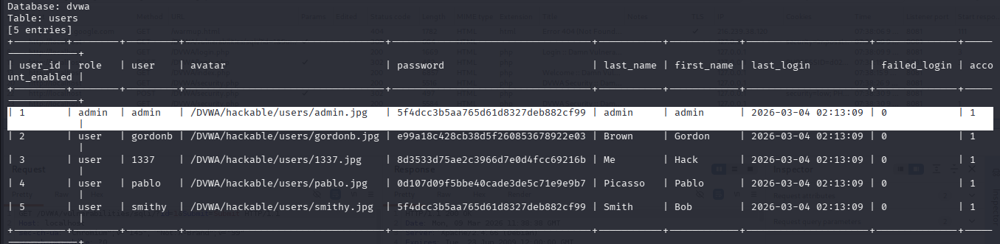 Database: dvwa
Table: users
[5 entries]
| user_id | role | user | avatar | password | last_name | first_name | last_login | failed_login | acco
unt_enabled |
| 1 | admin | admin | /DVWA/hackable/users/admin.jpg | 5f4dcc3b5aa765d61d8327deb882cf99 | admin | admin | 2026-03-04 02:13:09 | 0 | 1
|
| 2 | user | gordonb | /DVWA/hackable/users/gordonb.jpg | e99a18c428cb38d5f260853678922e03 | Brown | Gordon | 2026-03-04 02:13:09 | 0 | 1
|
| 3 | user | 1337 | /DVWA/hackable/users/1337.jpg | 8d3533d75ae2c3966d7e0d4fcc69216b | Me | Hack | 2026-03-04 02:13:09 | 0 | 1
|
| 4 | user | pablo | /DVWA/hackable/users/pablo.jpg | 0d107d09f5bbe40cade3de5c71e9e9b7 | Picasso | Pablo | 2026-03-04 02:13:09 | 0 | 1
|
| 5 | user | smithy | /DVWA/hackable/users/smithy.jpg | 5f4dcc3b5aa765d61d8327deb882cf99 | Smith | Bob | 2026-03-04 02:13:09 | 0 | 1
|